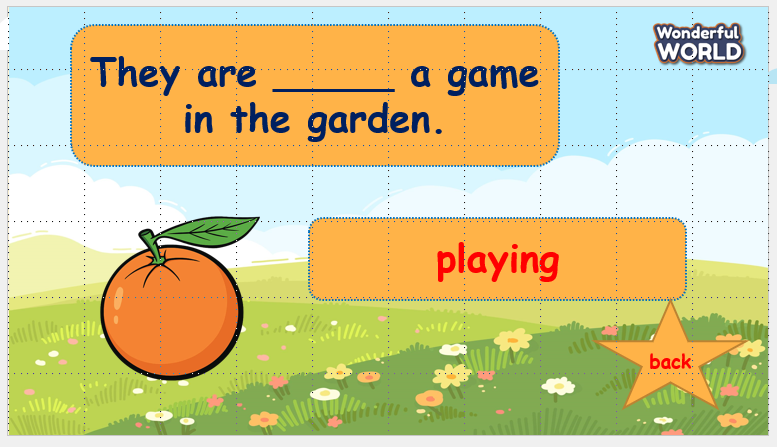 Wonderful
WORLD
They are ______ a game
in the garden.
playing
back